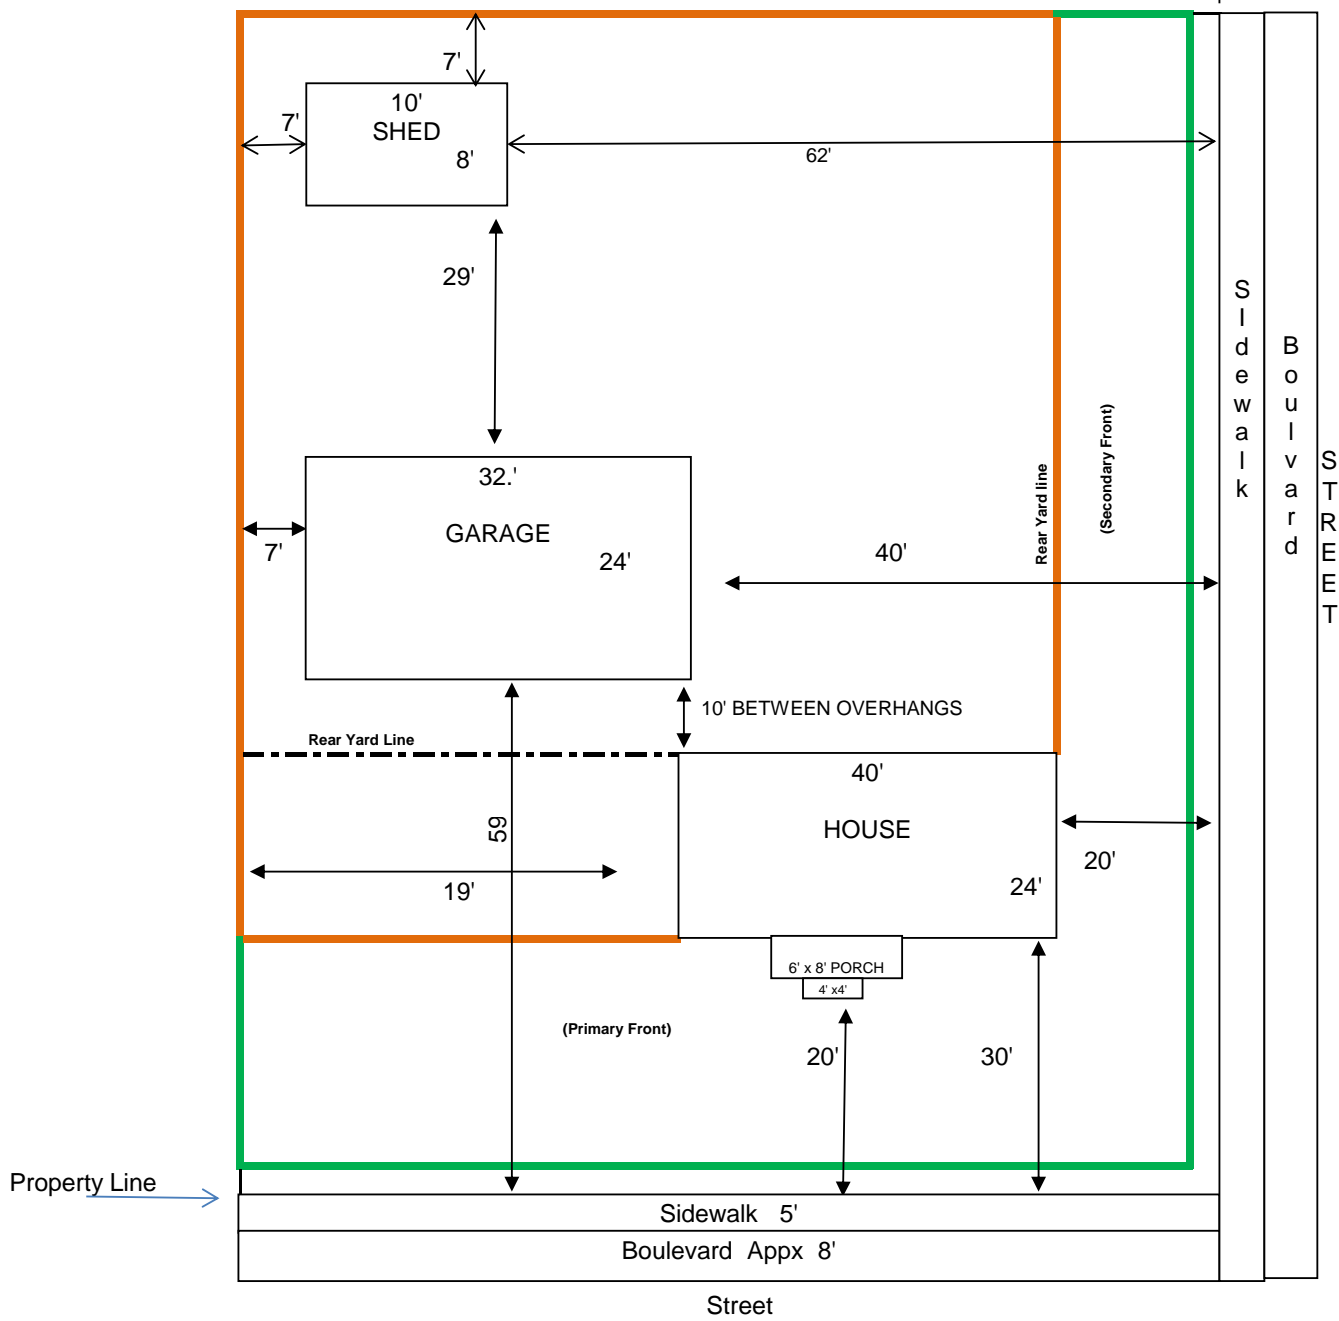 7'
10'
SHED
8'
7'
62'
29'
SIdewalk
Boulvard
STREET
32.'
GARAGE
24'
7'
40'
Rear Yard line
(Secondary Front)
10' BETWEEN OVERHANGS
Rear Yard Line
40'
HOUSE
24'
20'
59
19'
6' x 8' PORCH
4' x4'
(Primary Front)
20'
30'
Property Line
Sidewalk 5'
Boulevard Appx 8'
Street